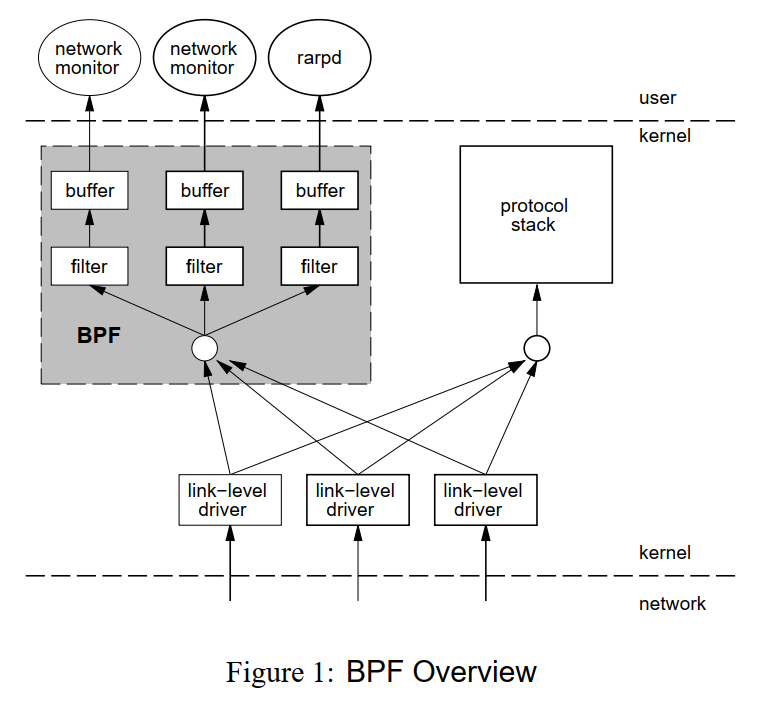 network
monitor
network
monitor
rarpd
user
kernel
buffer
buffer
buffer
protocol
stack
filter
filter
filter
BPF
link−level
driver
link−level
driver
link−level
driver
kernel
network
Figure 1: BPF Overview